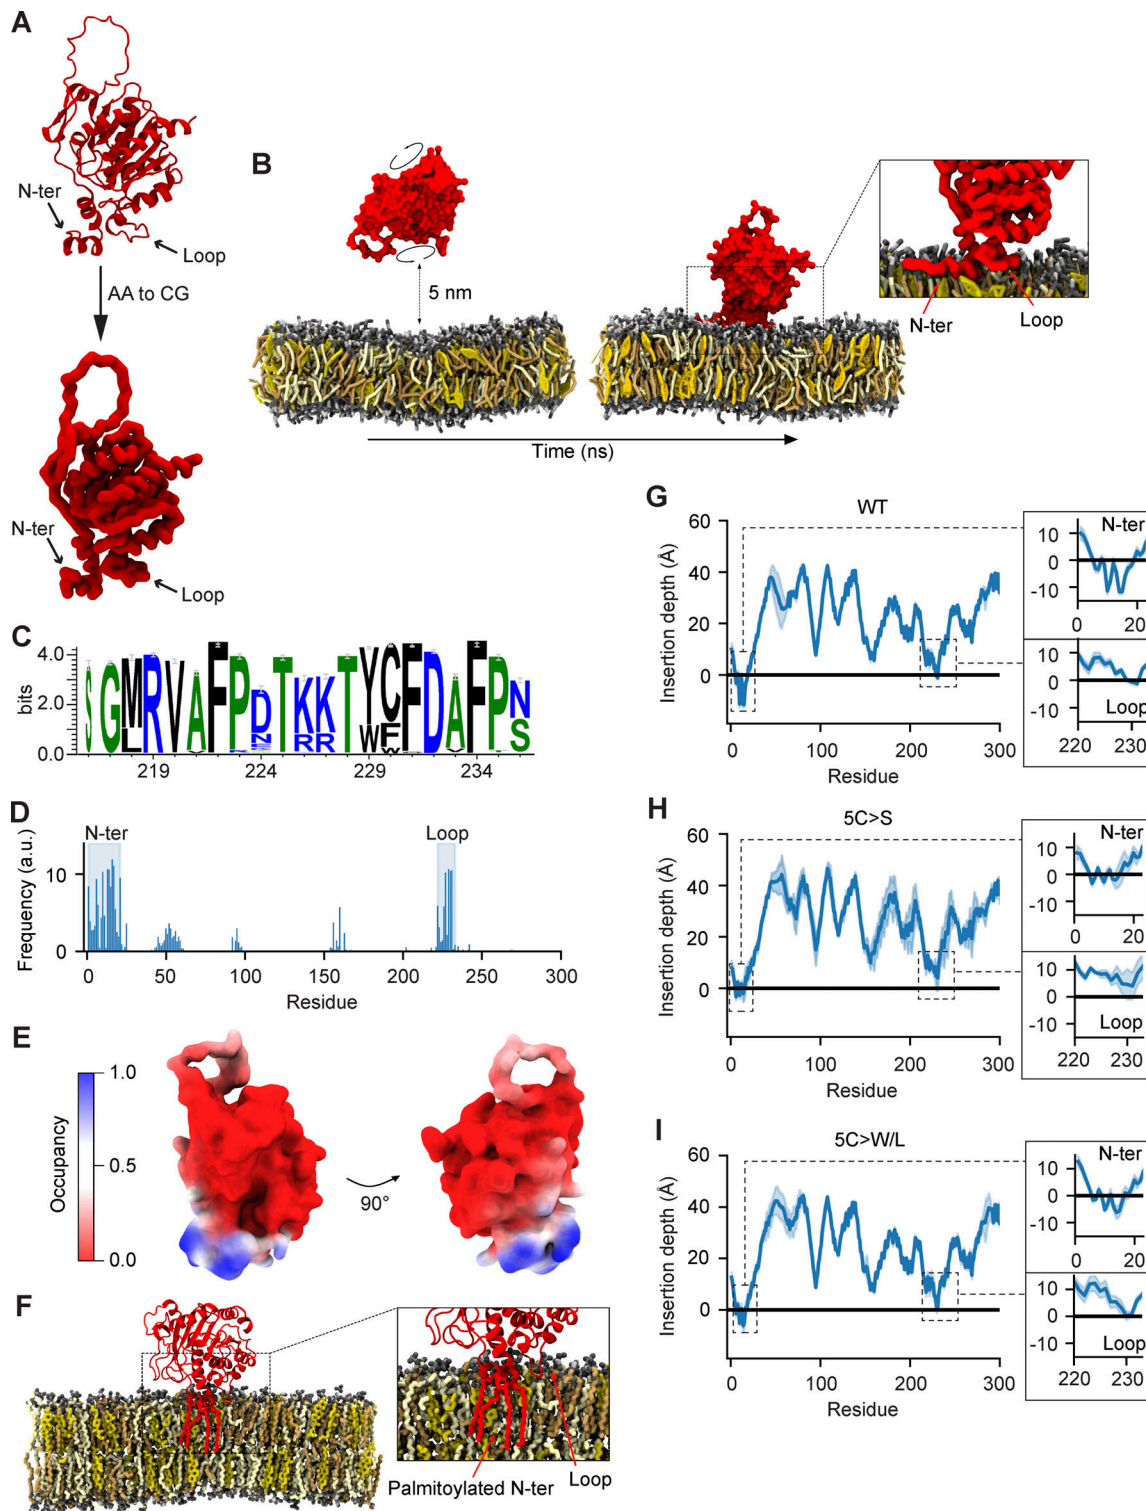 A
N-ter
Loop
AA to CG
N-ter
Loop
B
5 nm
N-ter
Loop
Time (ns)
C
bits
4.0
2.0
0.0
SGMRVAFPDTKKTYCFDAFPN
L
N
E
RR
WF
W
S
219
224
229
234
D
N-ter
Loop
Frequency (a.u.)
10
0
0
50
100
150
200
250
300
Residue
E
Occupancy
1.0
0.5
0.0
90°
F
Palmitoylated N-ter
Loop
G
WT
Insertion depth (Å)
60
40
20
0
0
100
200
300
Residue
N-ter
10
0
-10
0
20
10
0
-10
Loop
220
230
H
5C>S
Insertion depth (Å)
60
40
20
0
0
100
200
300
Residue
N-ter
10
0
-10
0
20
10
0
-10
Loop
220
230
I
5C>W/L
Insertion depth (Å)
60
40
20
0
0
100
200
300
Residue
N-ter
10
0
-10
0
20
10
0
-10
Loop
220
230